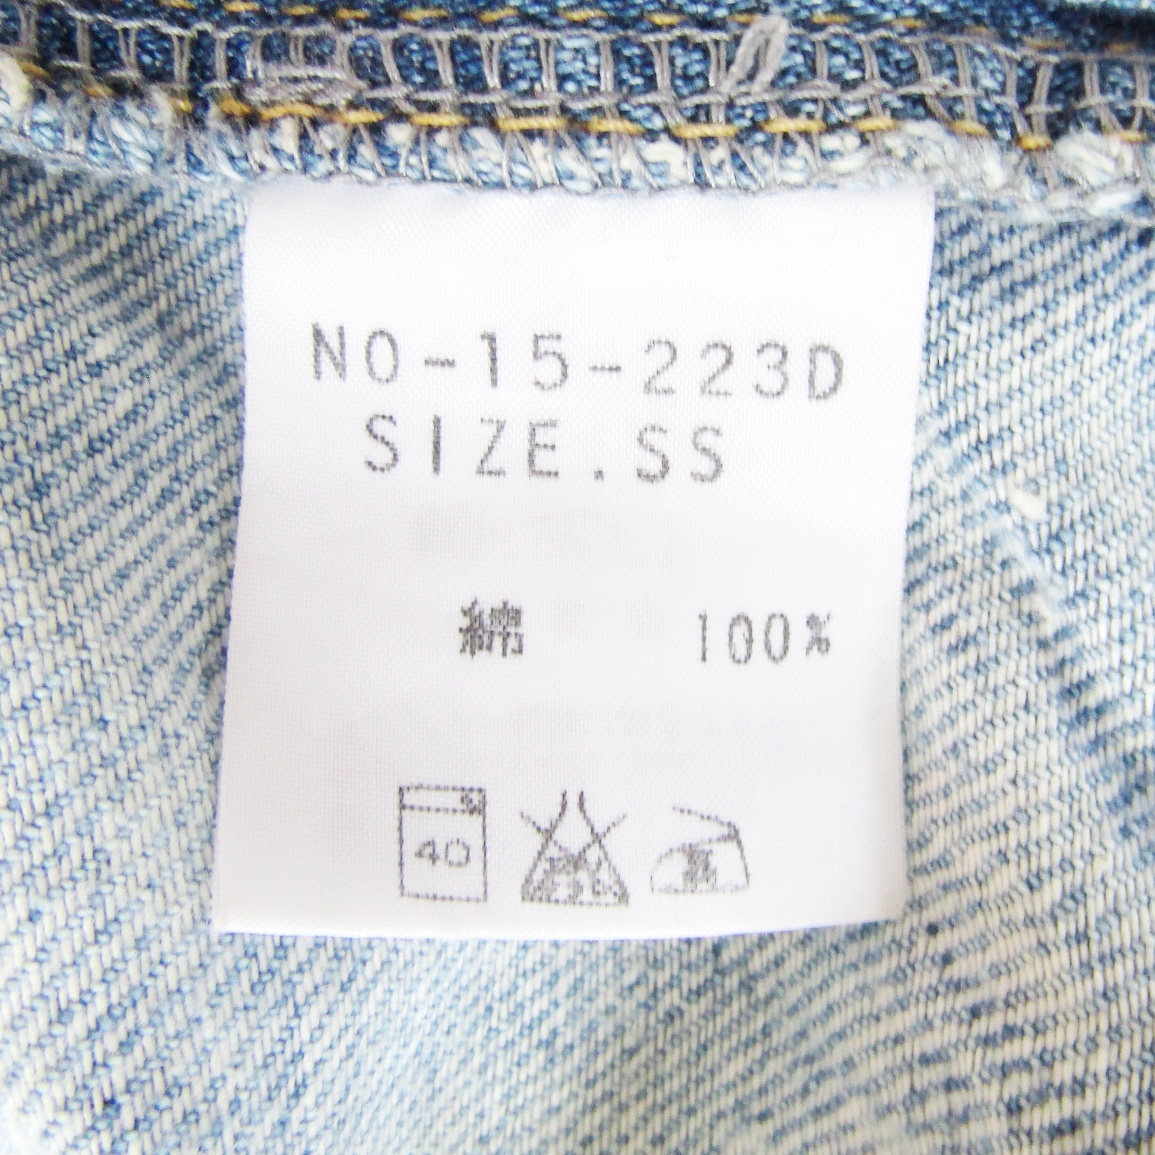 NO-15-223D
SIZE.SS
綿 100%
40